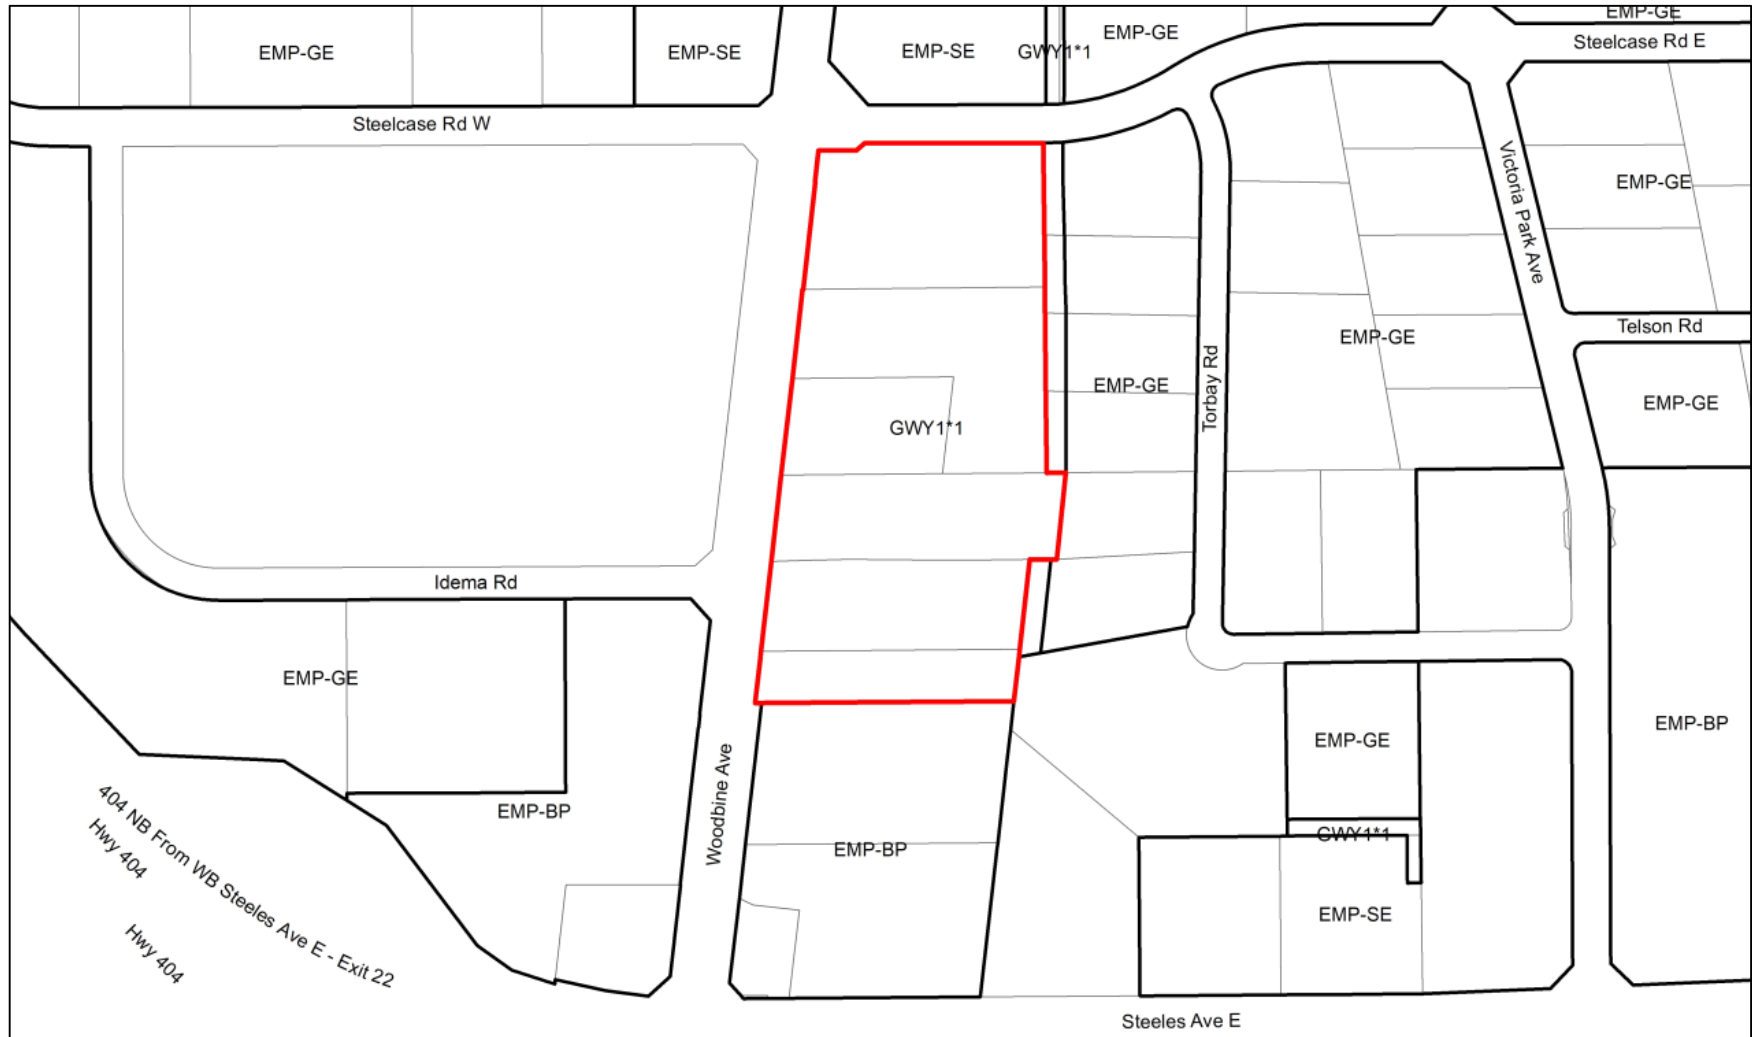 EMP-GE
EMP-GE
Steelcase Rd E
EMP-GE
EMP-SE
EMP-SE
GWY1*1
Steelcase Rd W
Victoria Park Ave
EMP-GE
Telson Rd
EMP-GE
Torbay Rd
EMP-GE
EMP-GE
GWY1*1
Idema Rd
EMP-GE
EMP-BP
EMP-GE
Woodbine Ave
EMP-BP
GWY1*1
EMP-BP
EMP-SE
404 NB From WB Steeles Ave E - Exit 22
Hwy 404
Hwy 404
Steeles Ave E